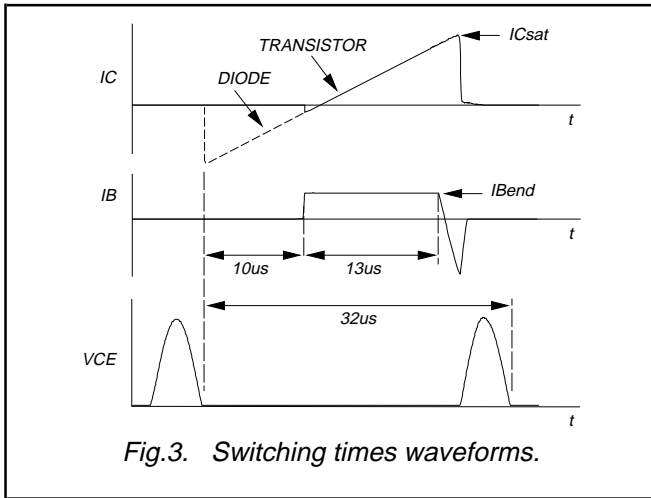 ICsat
TRANSISTOR
IC
DIODE
t
IB
IBend
t
10us
13us
32us
VCE
t
Fig.3. Switching times waveforms.